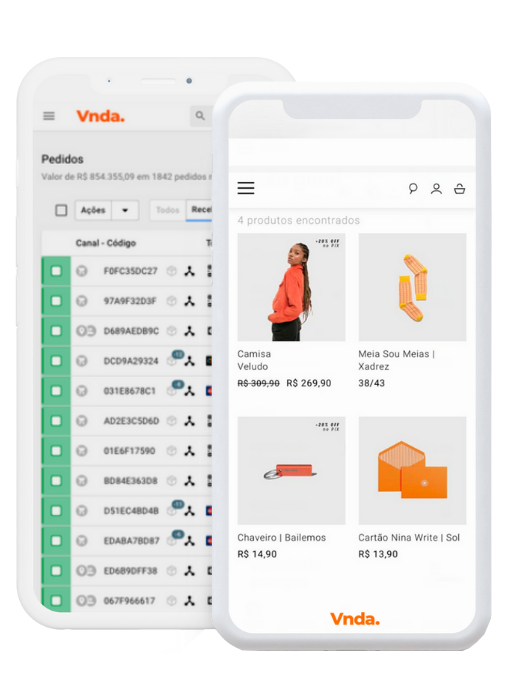 Vnda.
Pedidos
Valor de R$ 854.355,09 em 1842 pedidos
Ações
Todos
Canal - Código
F0FC35DC27
97A9F32D3F
D689AEDB9C
DCD9A29324
031E8678C1
AD2E3C5D6D
01E6F17590
BD84E363D8
D51EC4BD4B
EDABA7BD87
ED6B9DFF38
067F966617
4 produtos encontrados
-20% OFF
no PIX
Camisa
Veludo
R$ 309,90 R$ 269,90
Meia Sou Meias |
Xadrez
38/43
-20% OFF
no PIX
Chaveiro | Bailemos
R$ 14,90
Cartão Nina Write | Sol
R$ 13,90
Vnda.